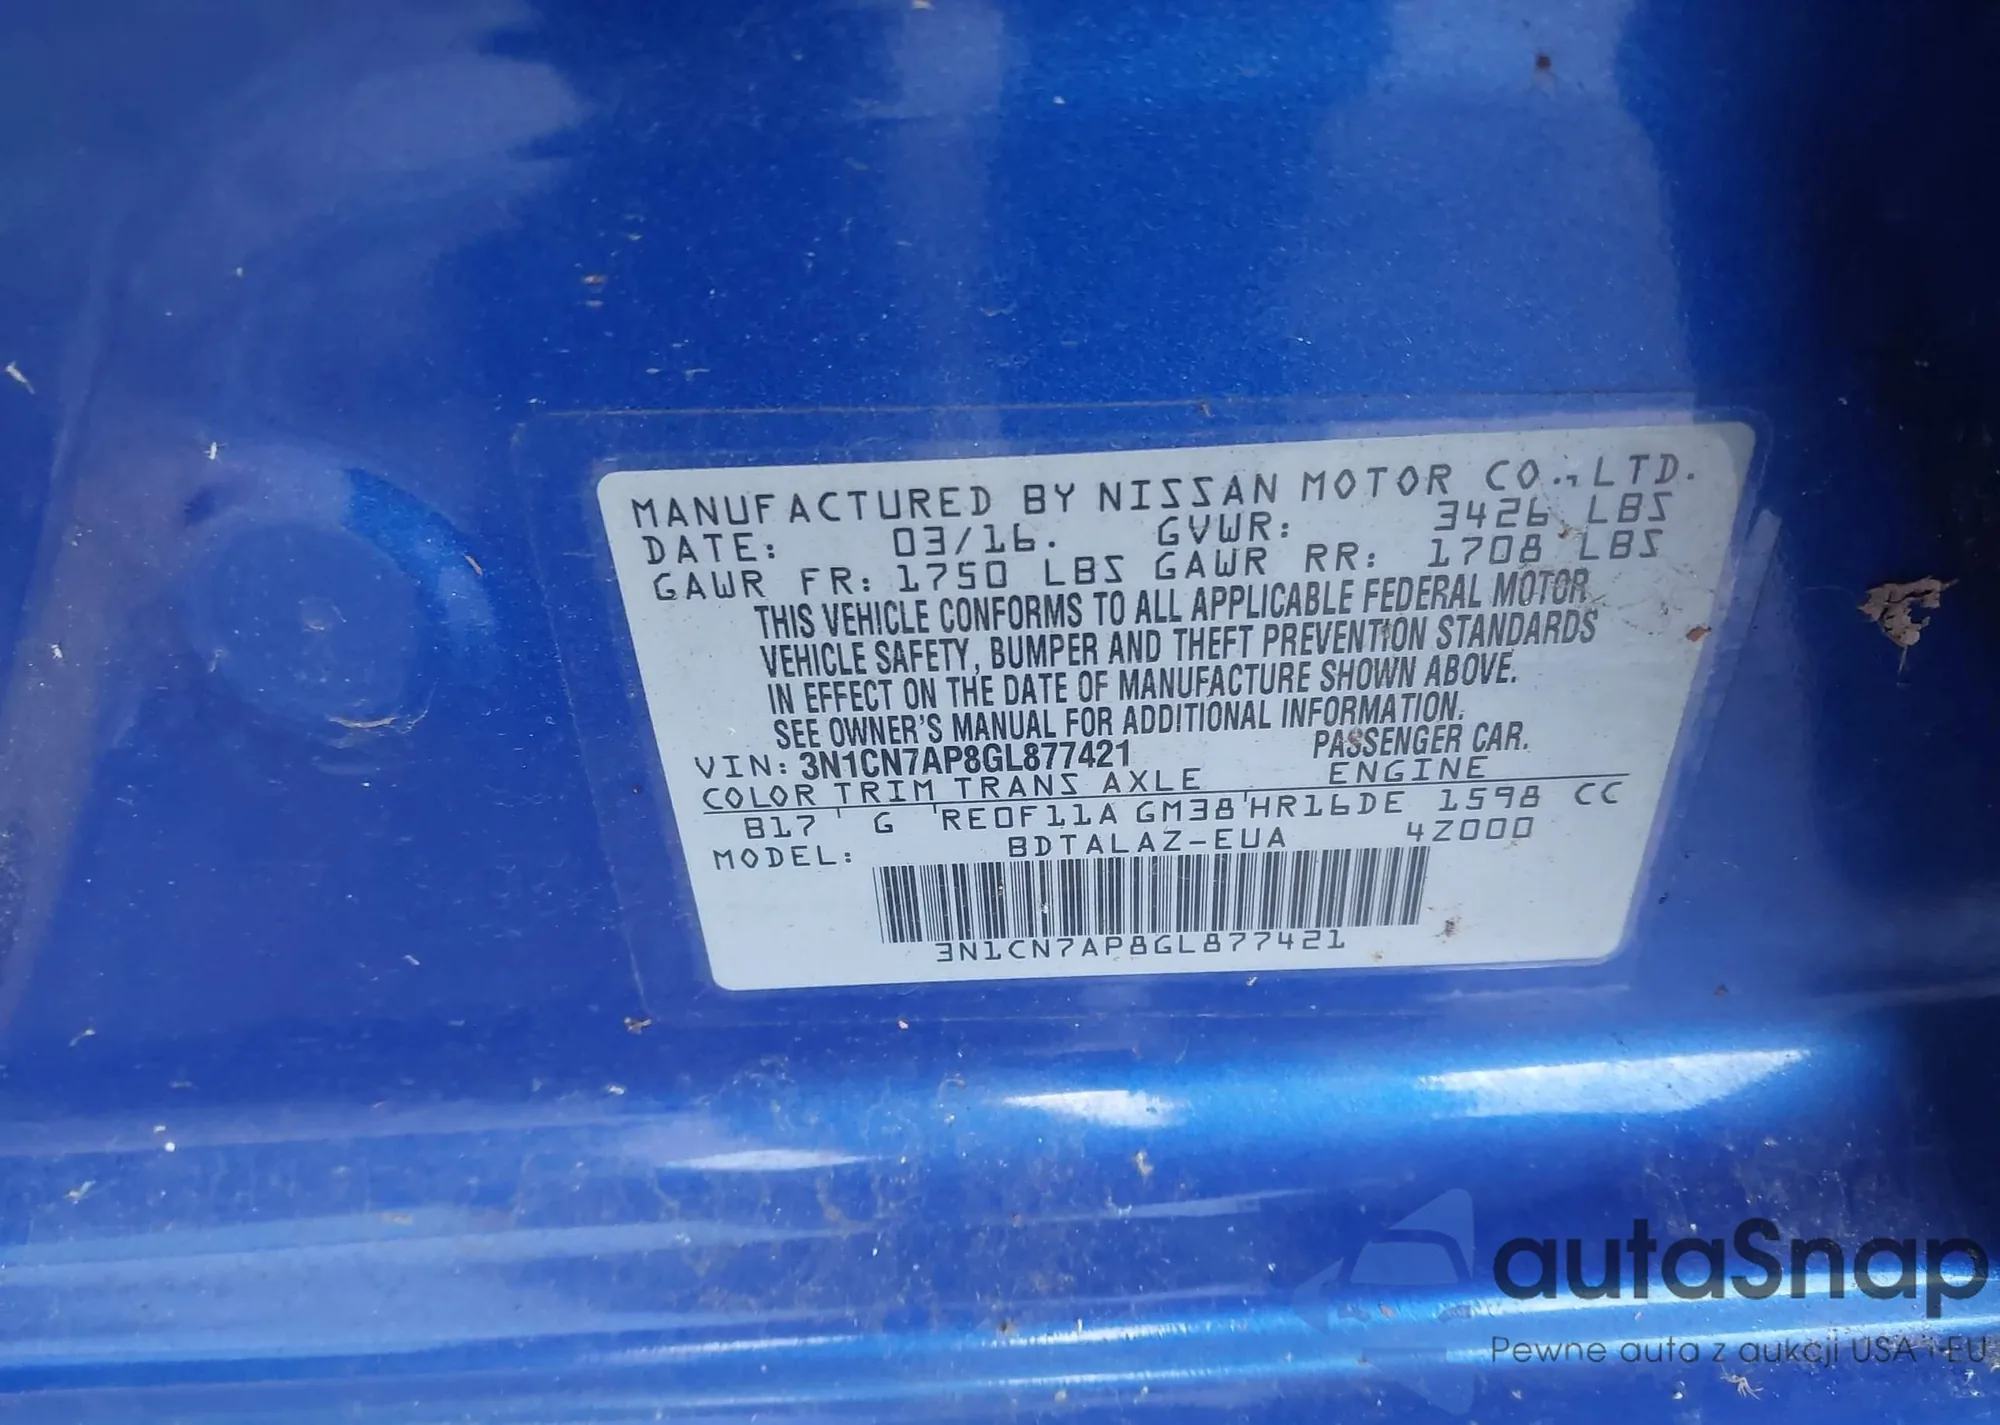 MANUFACTURED BY NISSAN MOTOR CO., LTD.
DATE: 03/16. GVWR: 3426 LBS
GAWR FR: 1750 LBS GAWR RR: 1708 LBS
THIS VEHICLE CONFORMS TO ALL APPLICABLE FEDERAL MOTOR
VEHICLE SAFETY, BUMPER AND THEFT PREVENTION STANDARDS
IN EFFECT ON THE DATE OF MANUFACTURE SHOWN ABOVE.
SEE OWNER'S MANUAL FOR ADDITIONAL INFORMATION.
VIN: 3N1CN7AP8GL877421 PASSENGER CAR.
COLOR TRIM TRANS AXLE ENGINE
B17 G RE0F11A GM38 HR16DE 1598 CC
MODEL: BDTALAZ-EUA 4Z000
3N1CN7AP8GL877421
autaSnap
Pewne auta z aukcji USA i EU